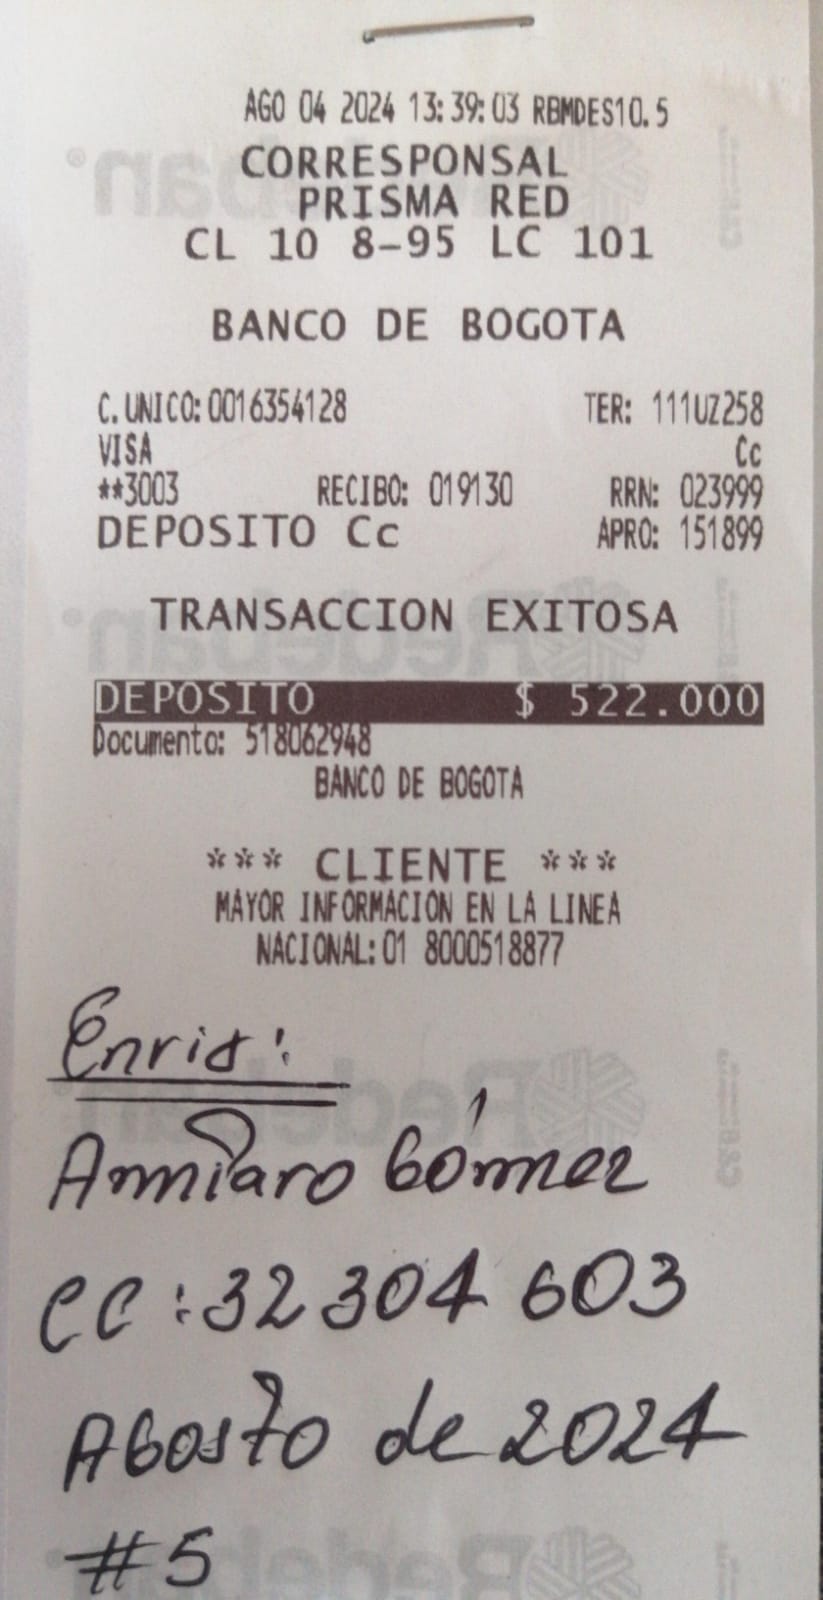 AGO 04 2024 13:39:03 RBMDES10.5
CORRESPONSAL
PRISMA RED
CL 10 8-95 LC 101
BANCO DE BOGOTA
C. UNICO: 0016354128 TER: 111UZ258
VISA Cc
**3003 RECIBO: 019130 RRN: 023999
DEPOSITO Cc APRO: 151899
TRANSACCION EXITOSA
DEPOSITO $ 522.000
Documento: 518062948
BANCO DE BOGOTA
*** CLIENTE ***
MAYOR INFORMACION EN LA LINEA
NACIONAL: 01 8000518877
Gómez
CC: 32 304 603
Agosto de 2024
#5
Redeban